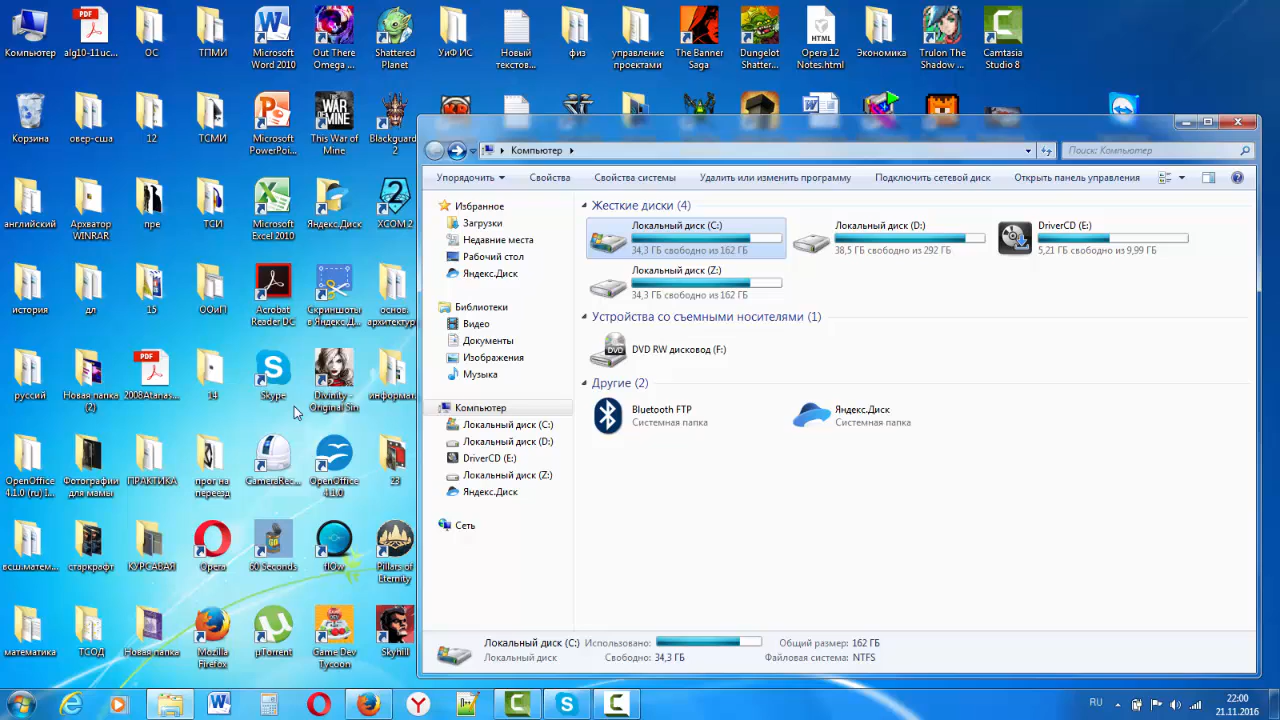 Компьютер
alg10-11uc...
ОС
ТПМИ
Microsoft
Word 2010
Out There
Omega ...
Shattered
Planet
УиФ ИС
Новый
текстов...
физ
управление
проектами
The Banner
Saga
Dungelot
Shatter...
Opera 12
Notes.html
Экономика
Trulon The
Shadow ...
Camtasia
Studio 8
Корзина
овер-сша
12
ТСМИ
Microsoft
PowerPoi...
This War of
Mine
Blackguard
2
английский
Архватор
WINRAR
пре
ТСИ
Microsoft
Excel 2010
Яндекс.Диск
XCOM 2
история
дл
15
ООиП
Acrobat
Reader DC
Скриншоты
в Яндекс.Д...
основ.
архитектур
руссий
Новая папка
(2)
2008Atanas...
14
Skype
Divinity -
Original Sin
информат
OpenOffice
4.1.0 (ru) I...
Фотографии
для мамы
ПРАКТИКА
прог на
переезд
CameraRec...
OpenOffice
4.1.0
23
всш.матем...
старкрафт
КУРСАВАЯ
Opera
60 Seconds
flOw
Pillars of
Eternity
математика
ТСОД
Новая папка
Mozilla
Firefox
µTorrent
Game Dev
Tycoon
Skyhill
Компьютер
Поиск: Компьютер
Упорядочить
Свойства
Свойства системы
Удалить или изменить программу
Подключить сетевой диск
Открыть панель управления
Избранное
Загрузки
Недавние места
Рабочий стол
Яндекс.Диск
Библиотеки
Видео
Документы
Изображения
Музыка
Компьютер
Локальный диск (C:)
Локальный диск (D:)
DriverCD (E:)
Локальный диск (Z:)
Яндекс.Диск
Сеть
Жесткие диски (4)
Локальный диск (C:)
34,3 ГБ свободно из 162 ГБ
Локальный диск (D:)
38,5 ГБ свободно из 292 ГБ
DriverCD (E:)
5,21 ГБ свободно из 9,99 ГБ
Локальный диск (Z:)
34,3 ГБ свободно из 162 ГБ
Устройства со съемными носителями (1)
DVD RW дисковод (F:)
Другие (2)
Bluetooth FTP
Системная папка
Яндекс.Диск
Системная папка
Локальный диск (C:) Использовано: Общий размер: 162 ГБ
Локальный диск Свободно: 34,3 ГБ Файловая система: NTFS
RU
22:00
21.11.2016